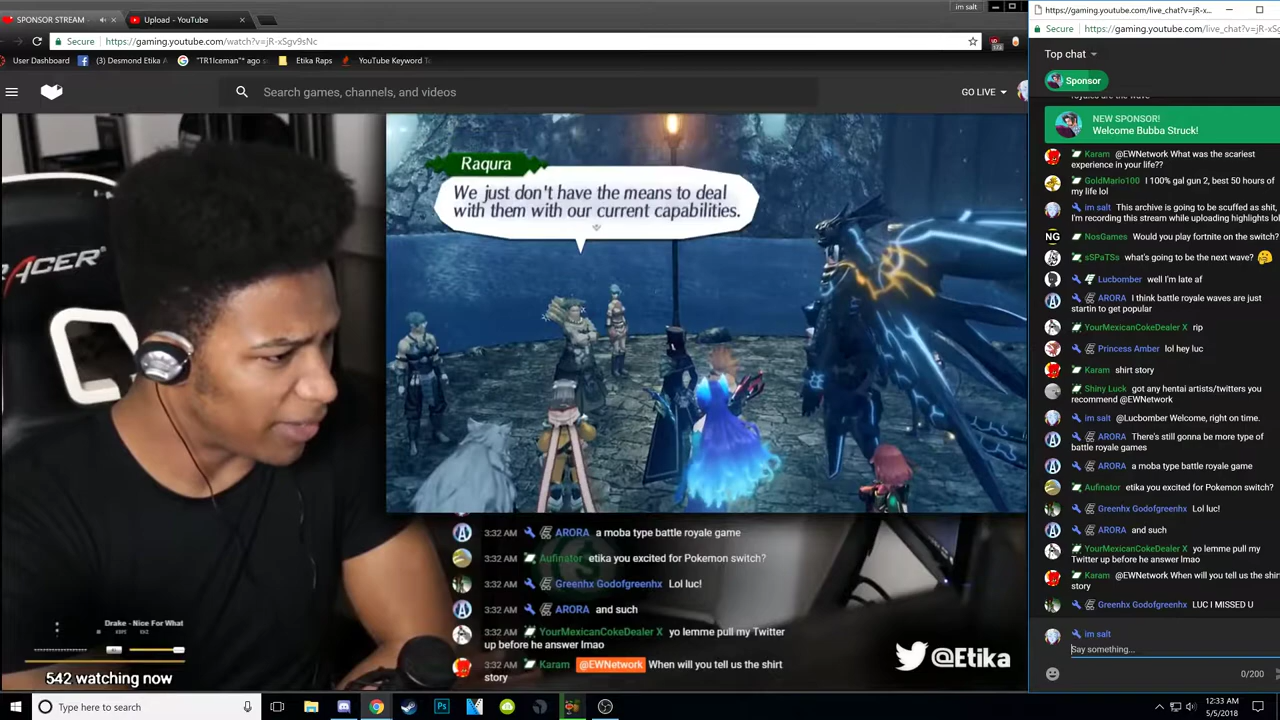 SPONSOR STREAM
Upload - YouTube
im salt
https://gaming.youtube.com/live_chat?v=jR-x...
Secure
https://gaming.youtube.com/watch?v=jR-xSgv9sNc
Secure
https://gaming.youtube.com/live_chat?v=jR-xSg
User Dashboard
(3) Desmond Etika A
"TR1Iceman"* ago s
Etika Raps
YouTube Keyword To
Top chat
Sponsor
Search games, channels, and videos
GO LIVE
NEW SPONSOR!
Welcome Bubba Struck!
Karam @EWNetwork What was the scariest
experience in your life??
GoldMario100 I 100% gal gun 2, best 50 hours of
my life lol
im salt This archive is going to be scuffed as shit,
I'm recording this stream while uploading highlights lo
NG NosGames Would you play fortnite on the switch?
sSPaTSs what's going to be the next wave?
Lucbomber well I'm late af
ARORA I think battle royale waves are just
startin to get popular
YourMexicanCokeDealer X rip
Princess Amber lol hey luc
Karam shirt story
Shiny Luck got any hentai artists/twitters you
recommend @EWNetwork
im salt @Lucbomber Welcome, right on time.
ARORA There's still gonna be more type of
battle royale games
ARORA a moba type battle royale game
Aufinator etika you excited for Pokemon switch?
Greenhx Godofgreenhx Lol luc!
ARORA and such
YourMexicanCokeDealer X yo lemme pull my
Twitter up before he answer lmao
Karam @EWNetwork When will you tell us the shirt
story
Greenhx Godofgreenhx LUC I MISSED U
im salt
Say something...
0/200
Raqura
We just don't have the means to deal
with them with our current capabilities.
RACER
3:32 AM ARORA a moba type battle royale game
3:32 AM Aufinator etika you excited for Pokemon switch?
3:32 AM Greenhx Godofgreenhx Lol luc!
3:32 AM ARORA and such
3:32 AM YourMexicanCokeDealer X yo lemme pull my Twitter
up before he answer lmao
3:32 AM Karam @EWNetwork When will you tell us the shirt
story
Drake - Nice For What
542 watching now
@Etika
Type here to search
12:33 AM
5/5/2018